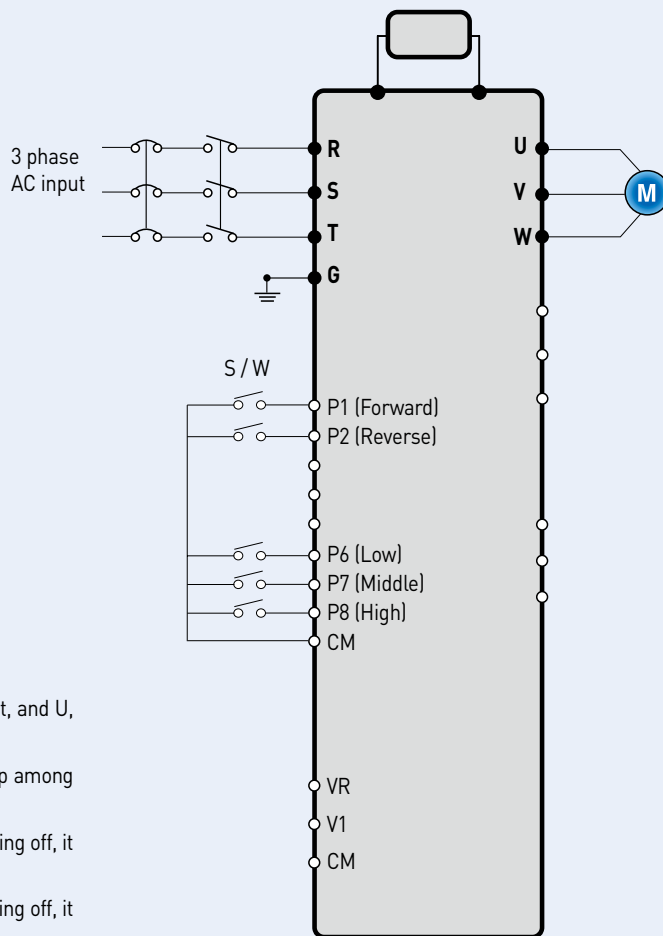 3 phase
AC input
R
S
T
G
U
V
W
M
S / W
P1 (Forward)
P2 (Reverse)
P6 (Low)
P7 (Middle)
P8 (High)
CM
t, and U,
p among
ing off, it
ing off, it
VR
V1
CM